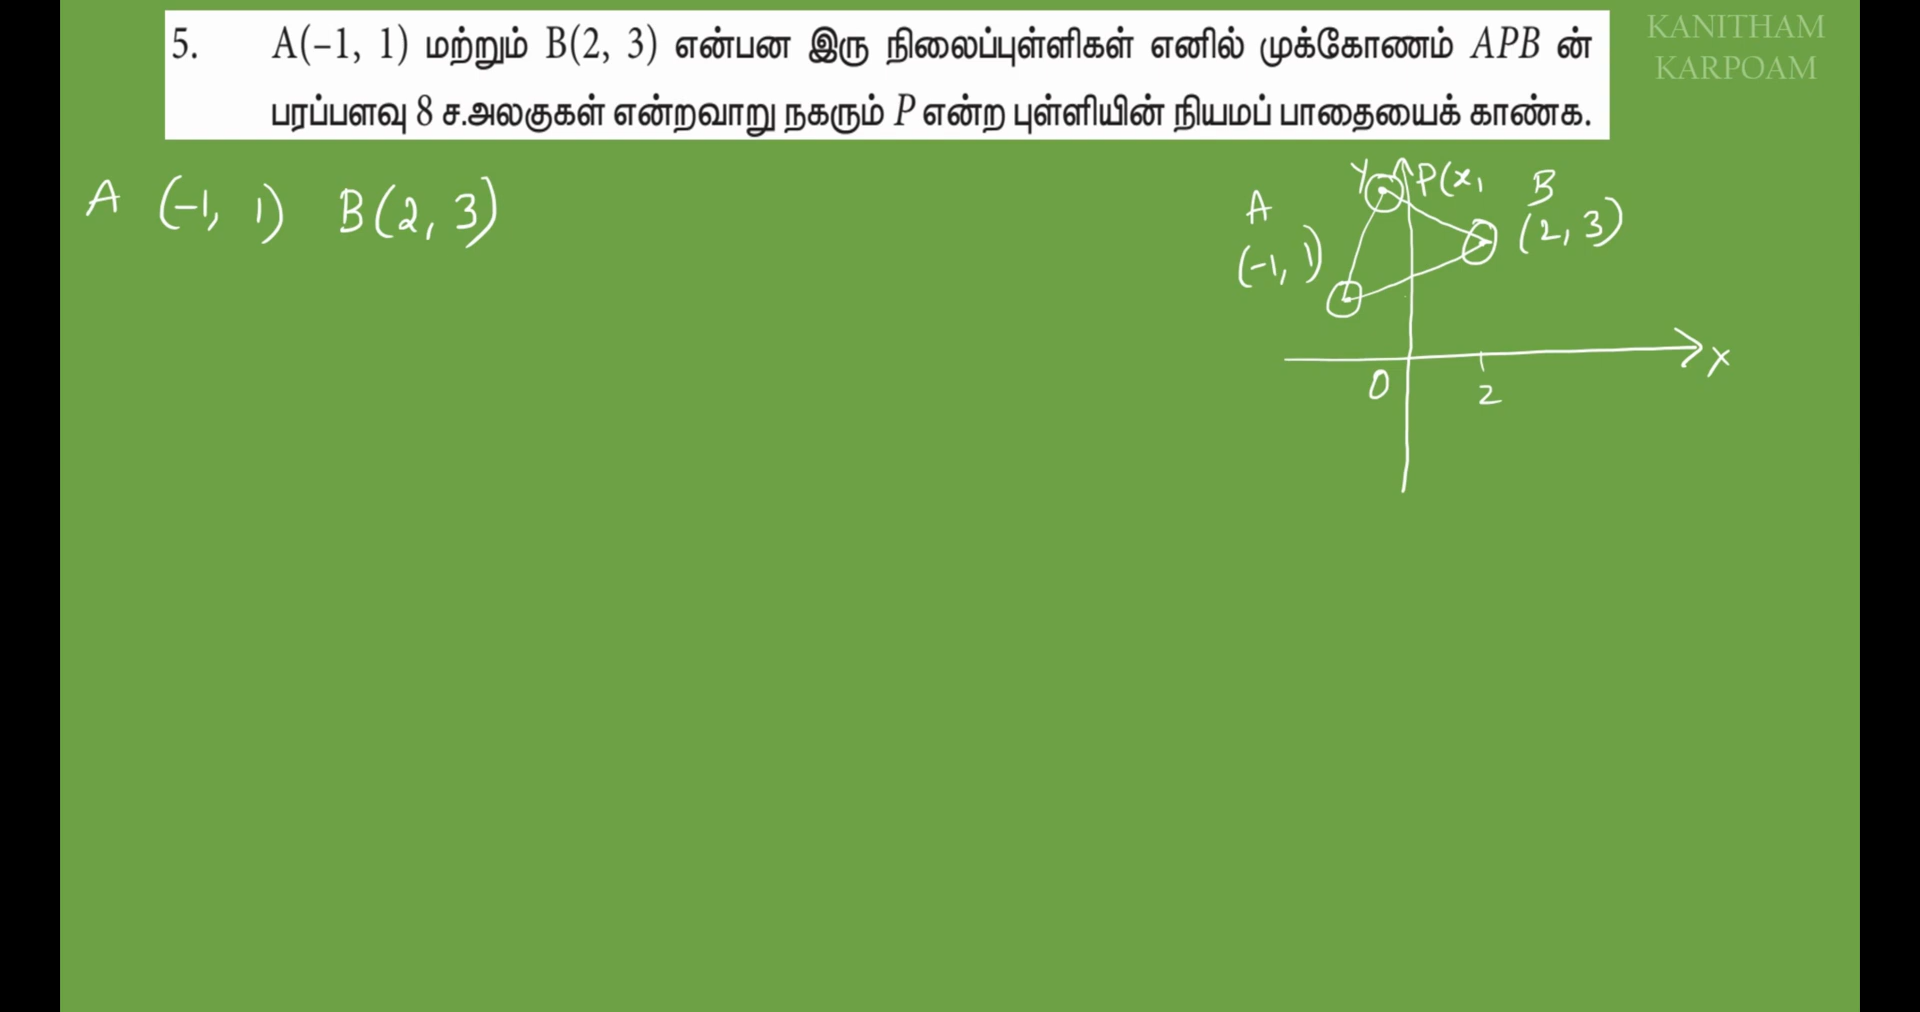 KANITHAM
KARPOAM
5. A(–1, 1) மற்றும் B(2, 3) என்பன இரு நிலைப்புள்ளிகள் எனில் முக்கோணம் APB ன்
பரப்பளவு 8 ச.அலகுகள் என்றவாறு நகரும் P என்ற புள்ளியின் நியமப் பாதையைக் காண்க.
A (-1, 1) B(2, 3)
Y P(x,
A B
(-1, 1) (2, 3)
X
0 2